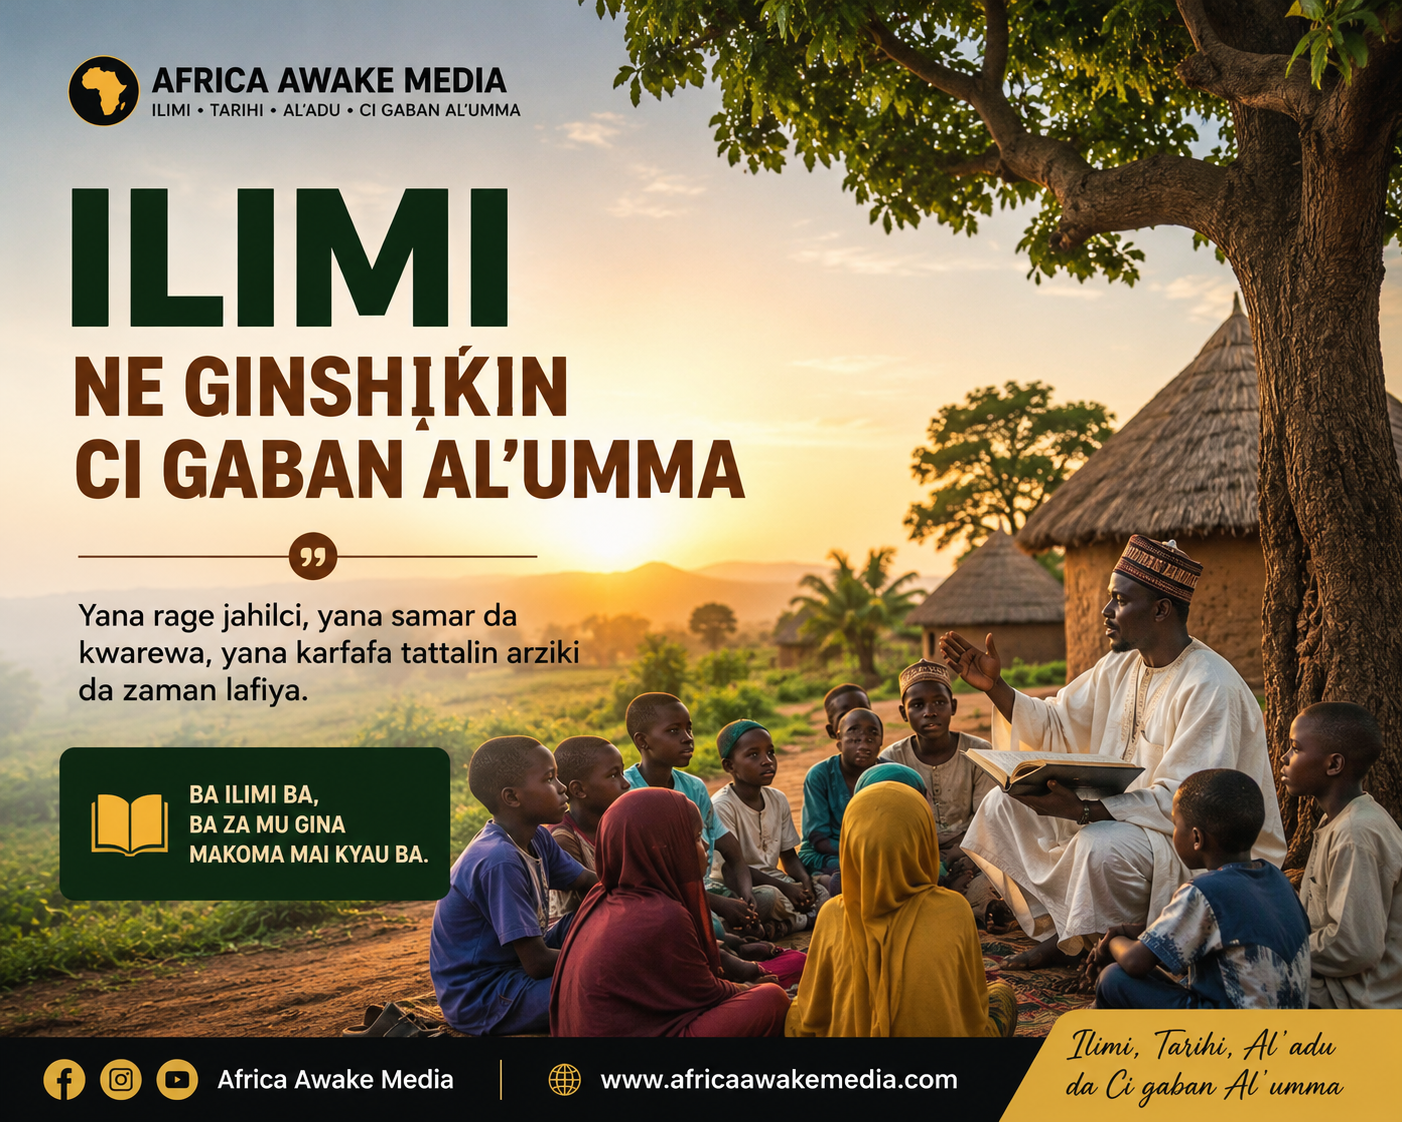 AFRICA AWAKE MEDIA
ILIMI • TARIHI • AL'ADU • CI GABAN AL'UMMA
ILIMI
NE GINSHỊḰIN
CI GABAN AL'UMMA
Yana rage jahilci, yana samar da
kwarewa, yana karfafa tattalin arziki
da zaman lafiya.
BA ILIMI BA,
BA ZA MU GINA
MAKOMA MAI KYAU BA.
Africa Awake Media
www.africaawakemedia.com
Ilimi, Tarihi, Al'adu
da Ci gaban Al'umma